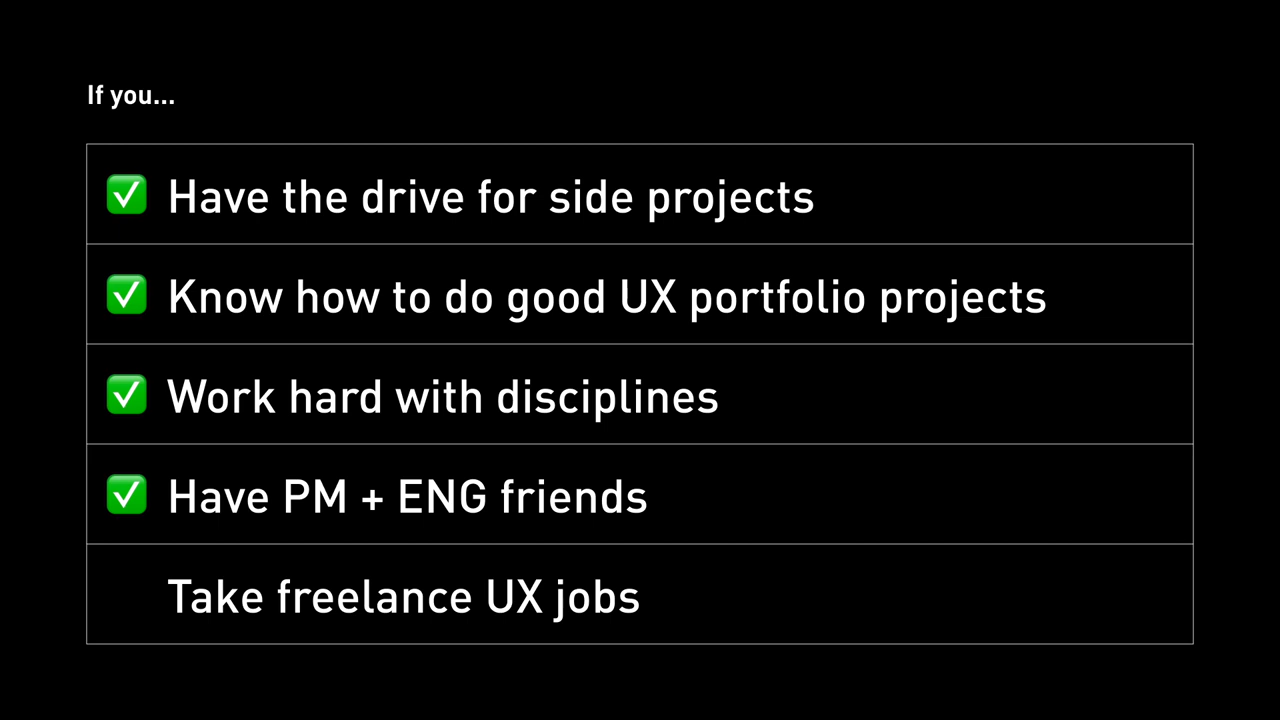 If you...
✅ Have the drive for side projects
✅ Know how to do good UX portfolio projects
✅ Work hard with disciplines
✅ Have PM + ENG friends
Take freelance UX jobs